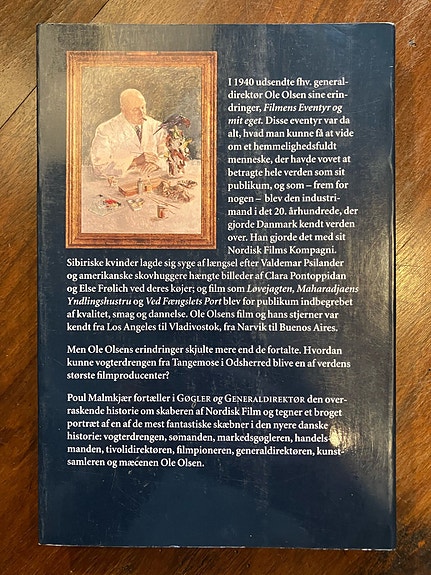 I 1940 udsendte fhv. general-
direktør Ole Olsen sine erin-
dringer, Filmens Eventyr og
mit eget. Disse eventyr var da
alt, hvad man kunne få at vide
om et hemmelighedsfuldt
menneske, der havde vovet at
betragte hele verden som sit
publikum, og som – frem for
nogen – blev den industri-
mand i det 20. århundrede, der
gjorde Danmark kendt verden
over. Han gjorde det med sit
Nordisk Films Kompagni.
Sibiriske kvinder lagde sig syge af længsel efter Valdemar Psilander
og amerikanske skovhuggere hængte billeder af Clara Pontoppidan
og Else Frølich ved deres køjer; og film som Løvejagten, Maharadjaens
Yndlingshustru og Ved Fængslets Port blev for publikum indbegrebet
af kvalitet, smag og dannelse. Ole Olsens film og hans stjerner var
kendt fra Los Angeles til Vladivostok, fra Narvik til Buenos Aires.
Men Ole Olsens erindringer skjulte mere end de fortalte. Hvordan
kunne vogterdrengen fra Tangemose i Odsherred blive en af verdens
største filmproducenter?
Poul Malmkjær fortæller i GØGLER og GENERALDIREKTØR den over-
raskende historie om skaberen af Nordisk Film og tegner et broget
portræt af en af de mest fantastiske skæbner i den nyere danske
historie: vogterdrengen, sømanden, markedsgøgleren, handels-
manden, tivolidirektøren, filmpioneren, generaldirektøren, kunst-
samleren og mæcenen Ole Olsen.